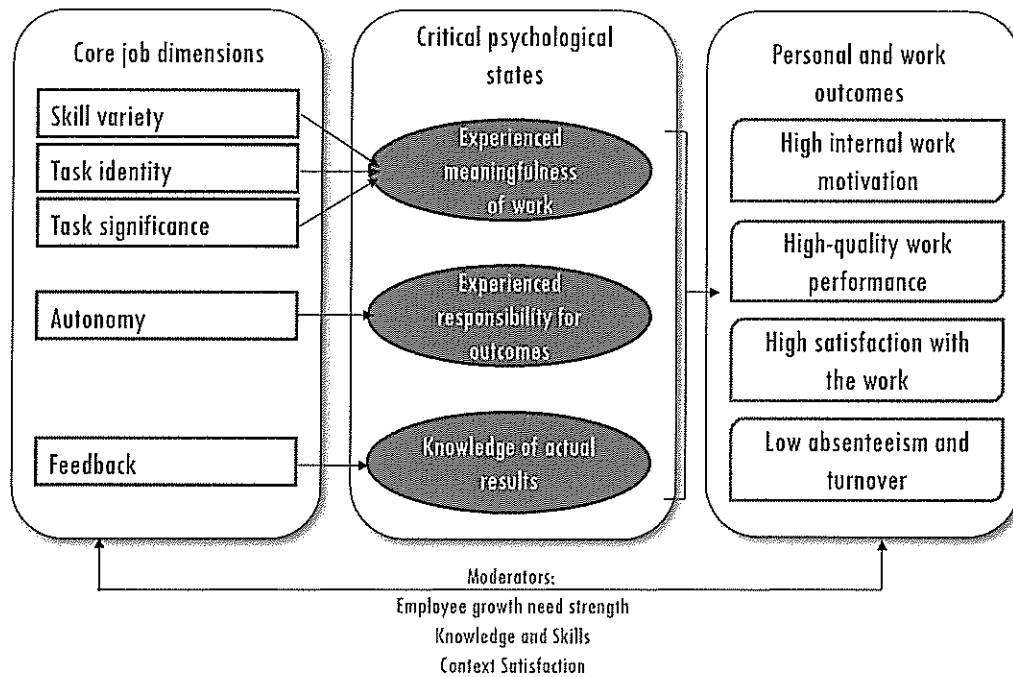 Core job dimensions
Skill variety
Task identity
Task significance
Autonomy
Feedback
Critical psychological
states
Experienced
meaningfulness
of work
Experienced
responsibility for
outcomes
Knowledge of actual
results
Personal and work
outcomes
High internal work
motivation
High-quality work
performance
High satisfaction with
the work
Low absenteeism and
turnover
Moderators:
Employee growth need strength
Knowledge and Skills
Context Satisfaction